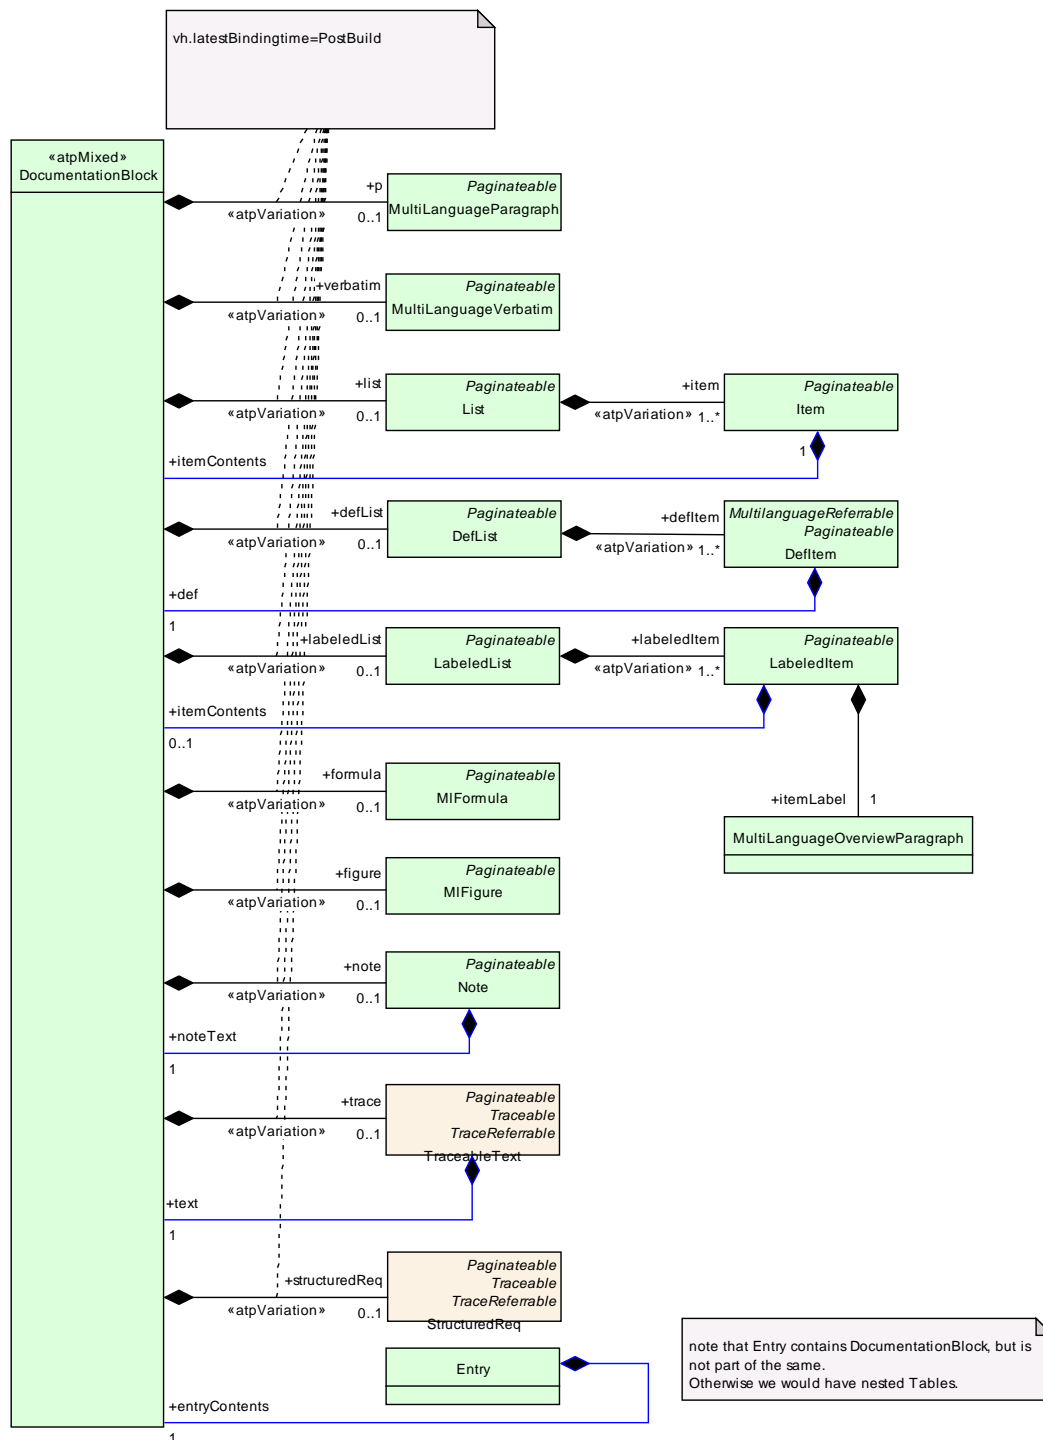 vh.latestBindingtime=PostBuild
«atpMixed»
DocumentationBlock
+p
«atpVariation»
0..1
Paginateable
MultiLanguageParagraph
+verbatim
«atpVariation»
0..1
Paginateable
MultiLanguageVerbatim
+list
«atpVariation»
0..1
Paginateable
List
+item
«atpVariation»
1..*
Paginateable
Item
1
+itemContents
+defList
«atpVariation»
0..1
Paginateable
DefList
+defItem
«atpVariation»
1..*
MultilanguageReferrable
Paginateable
DefItem
+def
1
+labeledList
«atpVariation»
0..1
Paginateable
LabeledList
+labeledItem
«atpVariation»
1..*
Paginateable
LabeledItem
+itemContents
0..1
+itemLabel
1
MultiLanguageOverviewParagraph
+formula
«atpVariation»
0..1
Paginateable
MlFormula
+figure
«atpVariation»
0..1
Paginateable
MlFigure
+note
«atpVariation»
0..1
Paginateable
Note
+noteText
1
+trace
«atpVariation»
0..1
Paginateable
Traceable
TraceReferrable
TraceableText
+text
1
+structuredReq
«atpVariation»
0..1
Paginateable
Traceable
TraceReferrable
StructuredReq
Entry
+entryContents
1
note that Entry contains DocumentationBlock, but is
not part of the same.
Otherwise we would have nested Tables.